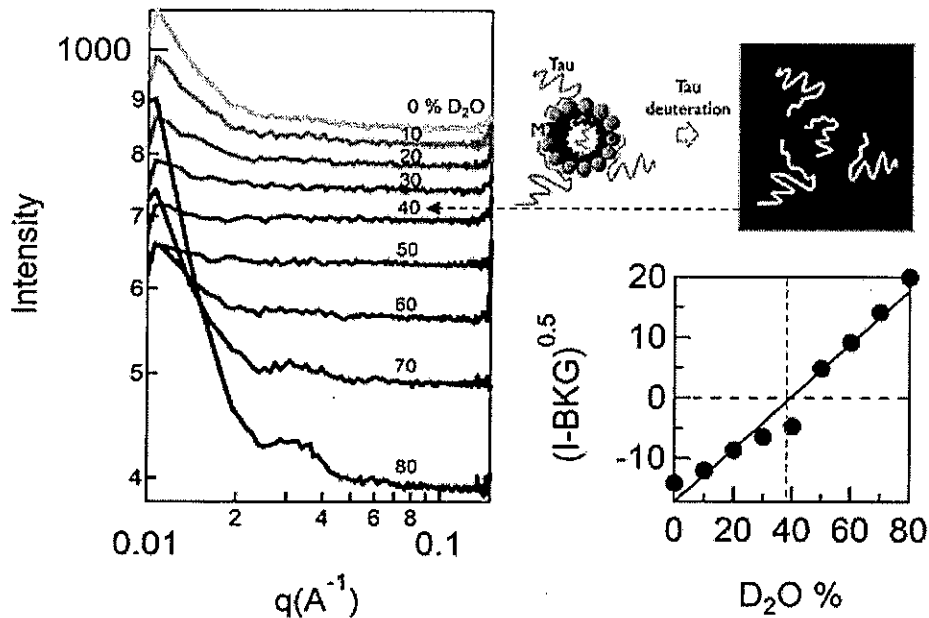 1000
9
8
7
6
5
4
Intensity
0 % D₂O
10
20
30
40
50
60
70
80
0.01
2
4
6
8
0.1
q(A⁻¹)
Tau
Tau
deuteration
20
10
0
-10
(I-BKG)^0.5
0 20 40 60 80
D₂O %